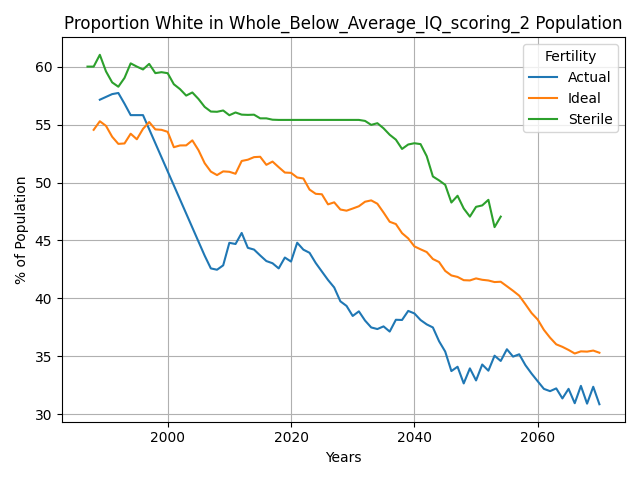 Proportion White in Whole_Below_Average_IQ_scoring_2 Population
Fertility
Actual
Ideal
Sterile
% of Population
60
55
50
45
40
35
30
2000
2020
2040
2060
Years